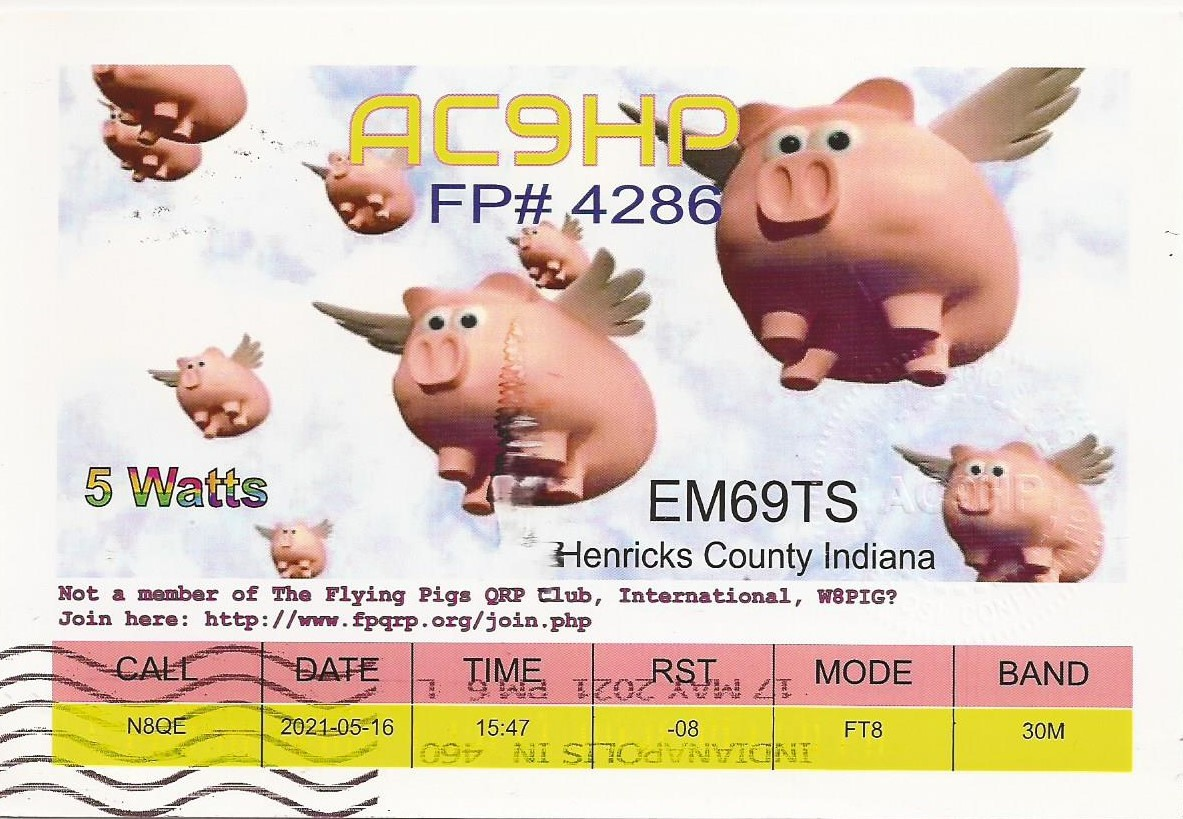 AC9HP
FP# 4286
5 Watts
EM69TS
AC9HP
Henricks County Indiana
Not a member of The Flying Pigs QRP Club, International, W8PIG?
Join here: http://www.fpqrp.org/join.php
CALL DATE TIME RST MODE BAND
17 MAY 2021 PM 6 L
N8QE 2021-05-16 15:47 -08 FT8 30M
INDIANAPOLIS IN 460